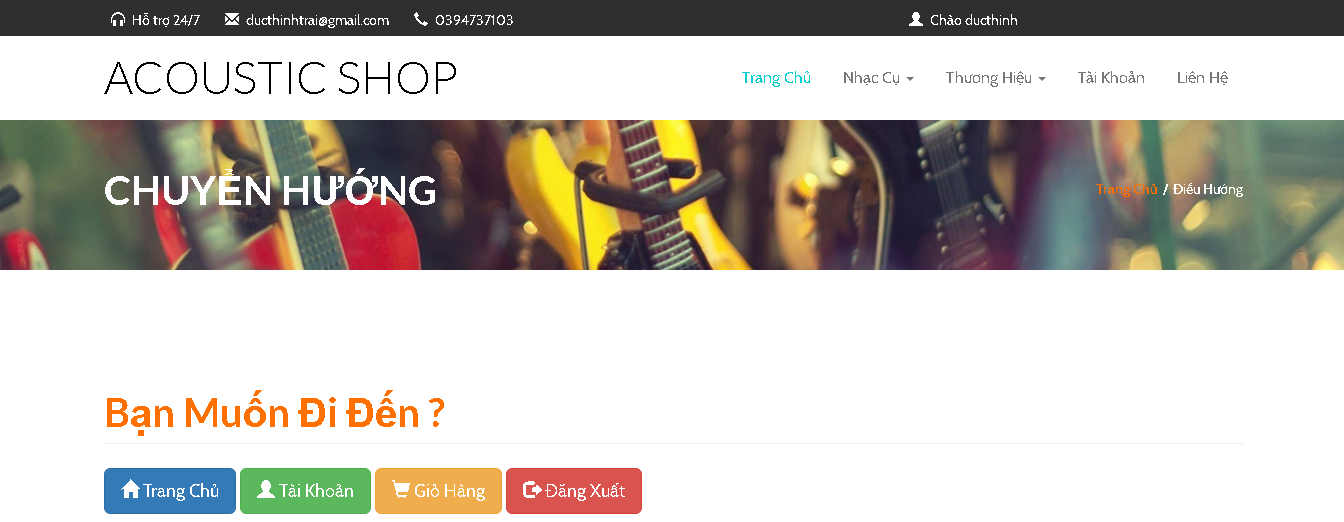 Hỗ trợ 24/7 ducthinhtrai@gmail.com 0394737103 Chào ducthinh
ACOUSTIC SHOP
Trang Chủ Nhạc Cụ Thương Hiệu Tài Khoản Liên Hệ
CHUYỂN HƯỚNG
Trang Chủ / Điều Hướng
Bạn Muốn Đi Đến ?
Trang Chủ Tài Khoản Giỏ Hàng Đăng Xuất